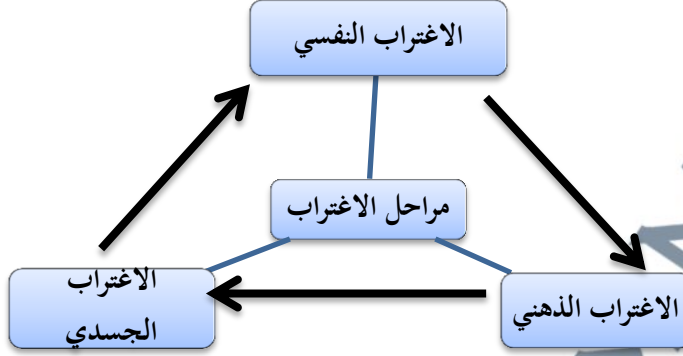 الاغتراب النفسي
مراحل الاغتراب
الاغتراب الذهني
الاغتراب
الجسدي